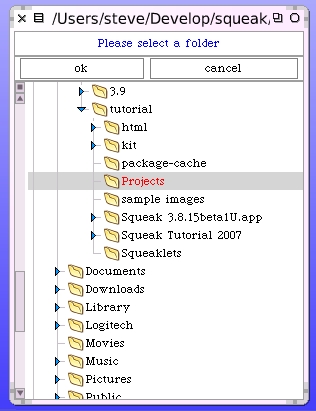 /Users/steve/Develop/squeak/
Please select a folder
ok cancel
3.9
tutorial
html
kit
package-cache
Projects
sample images
Squeak 3.8.15beta1U.app
Squeak Tutorial 2007
Squeaklets
Documents
Downloads
Library
Logitech
Movies
Music
Pictures
Public